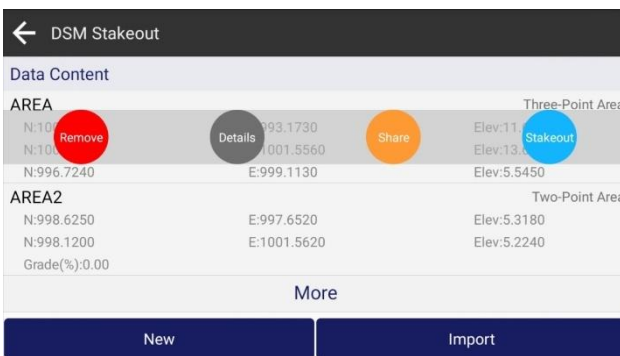 DSM Stakeout
Data Content
AREA Three-Point Area
Remove Details Share Stakeout
N:996.7240 E:999.1130 Elev:5.5450
AREA2 Two-Point Area
N:998.6250 E:997.6520 Elev:5.3180
N:998.1200 E:1001.5620 Elev:5.2240
Grade(%):0.00
More
New Import